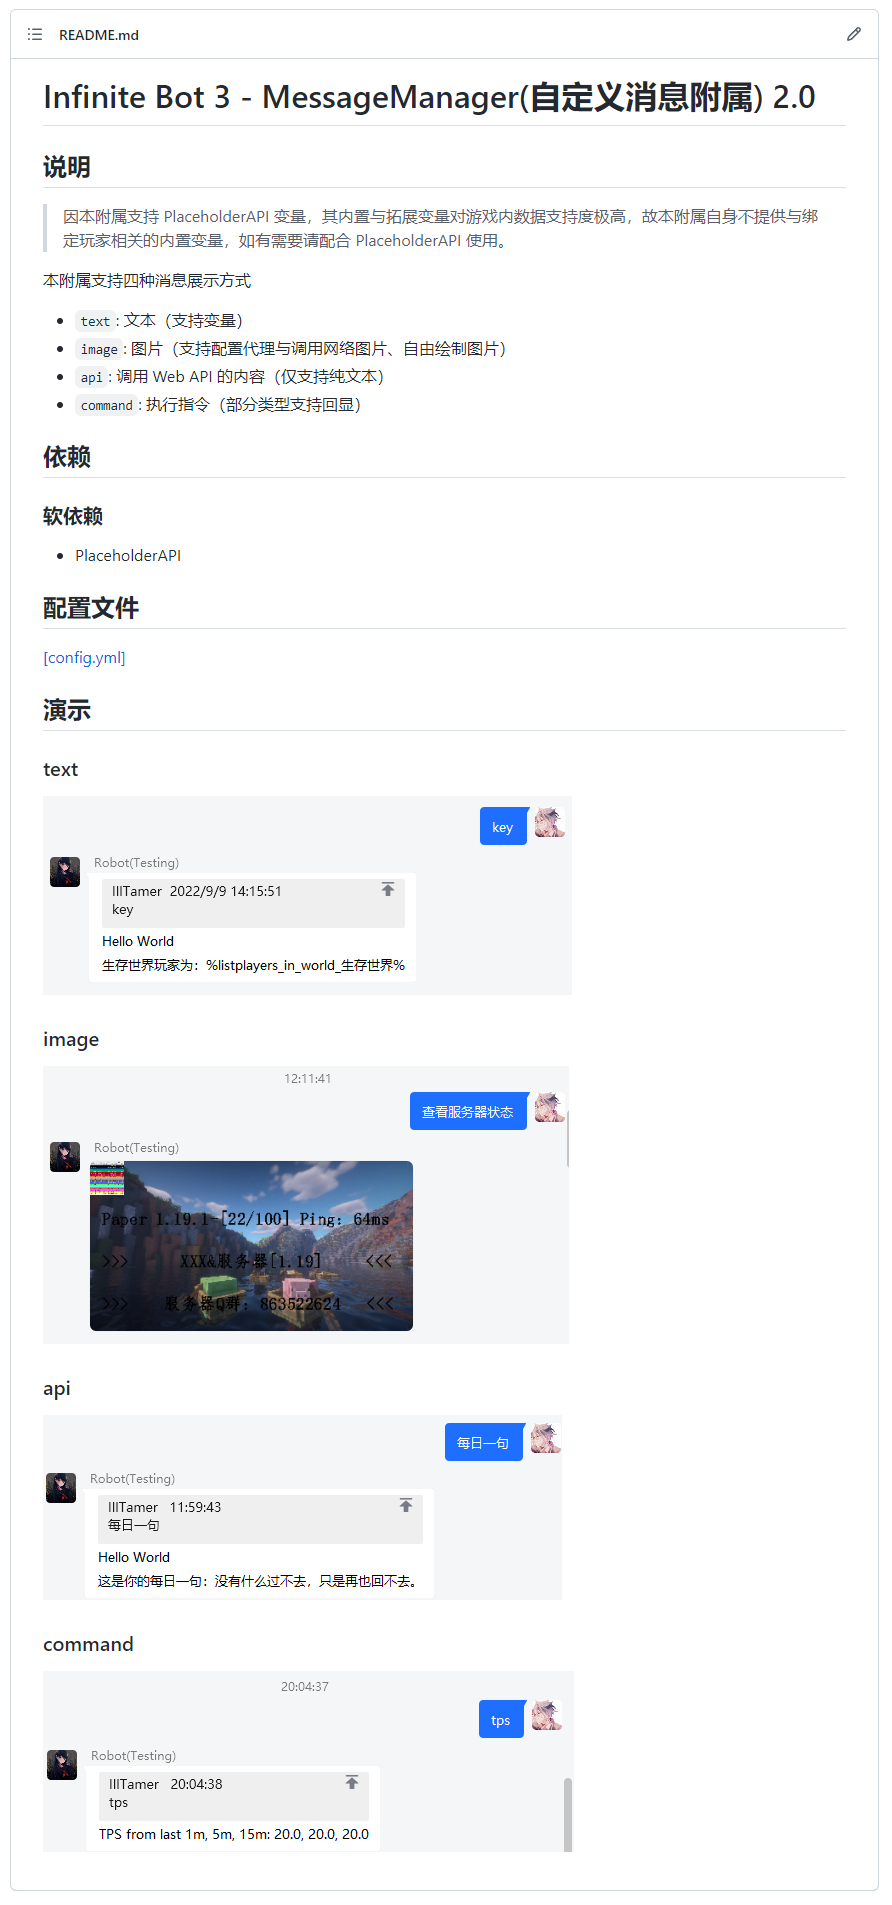 README.md
Infinite Bot 3 - MessageManager(自定义消息附属) 2.0
说明
因本附属支持 PlaceholderAPI 变量，其内置与拓展变量对游戏内数据支持度极高，故本附属自身不提供与绑
定玩家相关的内置变量，如有需要请配合 PlaceholderAPI 使用。
本附属支持四种消息展示方式
text: 文本（支持变量）
image: 图片（支持配置代理与调用网络图片、自由绘制图片）
api: 调用 Web API 的内容（仅支持纯文本）
command: 执行指令（部分类型支持回显）
依赖
软依赖
PlaceholderAPI
配置文件
[config.yml]
演示
text
key
Robot(Testing)
IllTamer 2022/9/9 14:15:51
key
Hello World
生存世界玩家为：%listplayers_in_world_生存世界%
image
12:11:41
查看服务器状态
Robot(Testing)
Paper 1.19.1-[22/100] Ping: 64ms
>>> XXX&服务器[1.19] <<<
>>> 服务器Q群: 863522624 <<<
api
每日一句
Robot(Testing)
IllTamer 11:59:43
每日一句
Hello World
这是你的每日一句：没有什么过不去，只是再也回不去。
command
20:04:37
tps
Robot(Testing)
IllTamer 20:04:38
tps
TPS from last 1m, 5m, 15m: 20.0, 20.0, 20.0